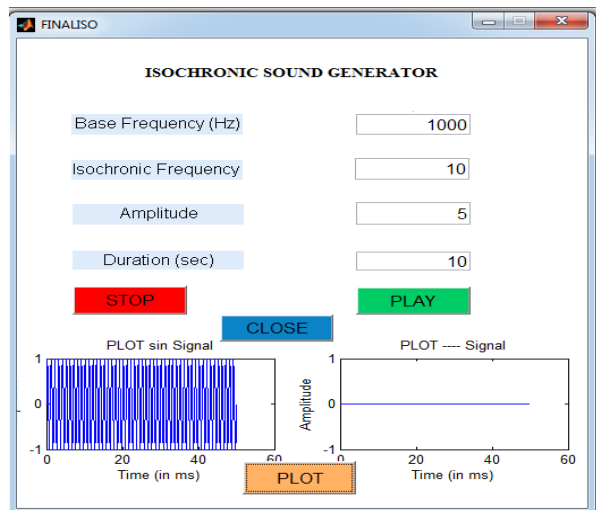 FINALISO
ISOCHRONIC SOUND GENERATOR
Base Frequency (Hz) 1000
Isochronic Frequency 10
Amplitude 5
Duration (sec) 10
STOP PLAY
CLOSE
PLOT sin Signal PLOT ---- Signal
1 1
0 Amplitude 0
-1 -1
0 20 40 60 0 20 40 60
Time (in ms) Time (in ms)
PLOT